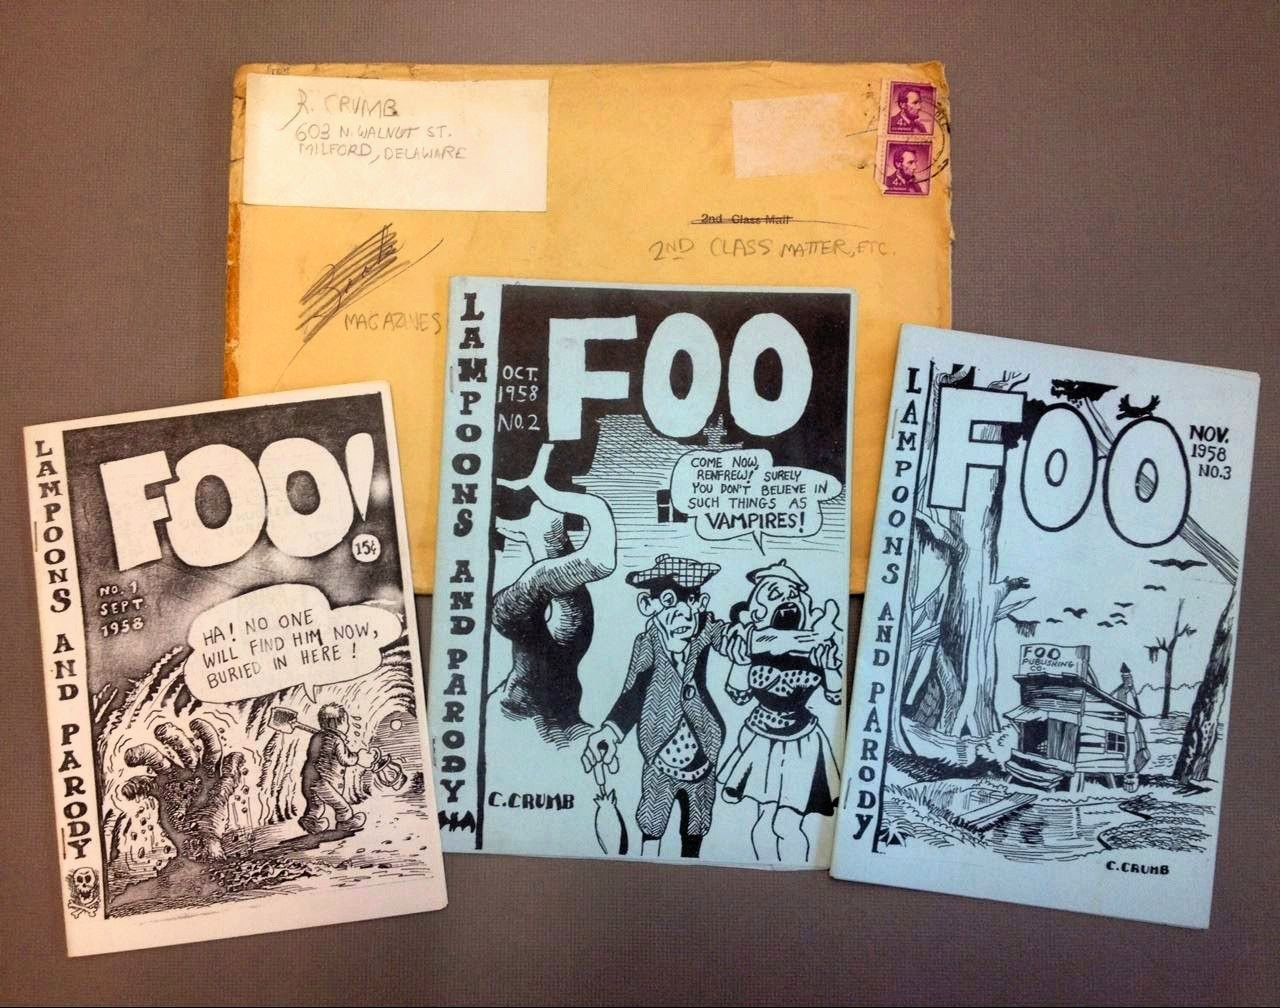 R. CRUMB
603 N. WALNUT ST.
MILFORD, DELAWARE
4¢
4¢
2nd Class Mail
2ND CLASS MATTER, ETC.
MAGAZINES
LAMPOONS AND PARODY
FOO!
15¢
NO. 1
SEPT
1958
HA! NO ONE
WILL FIND HIM NOW,
BURIED IN HERE!
LAMPOONS AND PARODY
FOO
OCT.
1958
NO. 2
COME NOW,
RENFREW! SURELY
YOU DON'T BELIEVE IN
SUCH THINGS AS
VAMPIRES!
C. CRUMB
LAMPOONS AND PARODY
FOO
NOV.
1958
NO. 3
FOO
PUBLISHING
CO.
C. CRUMB